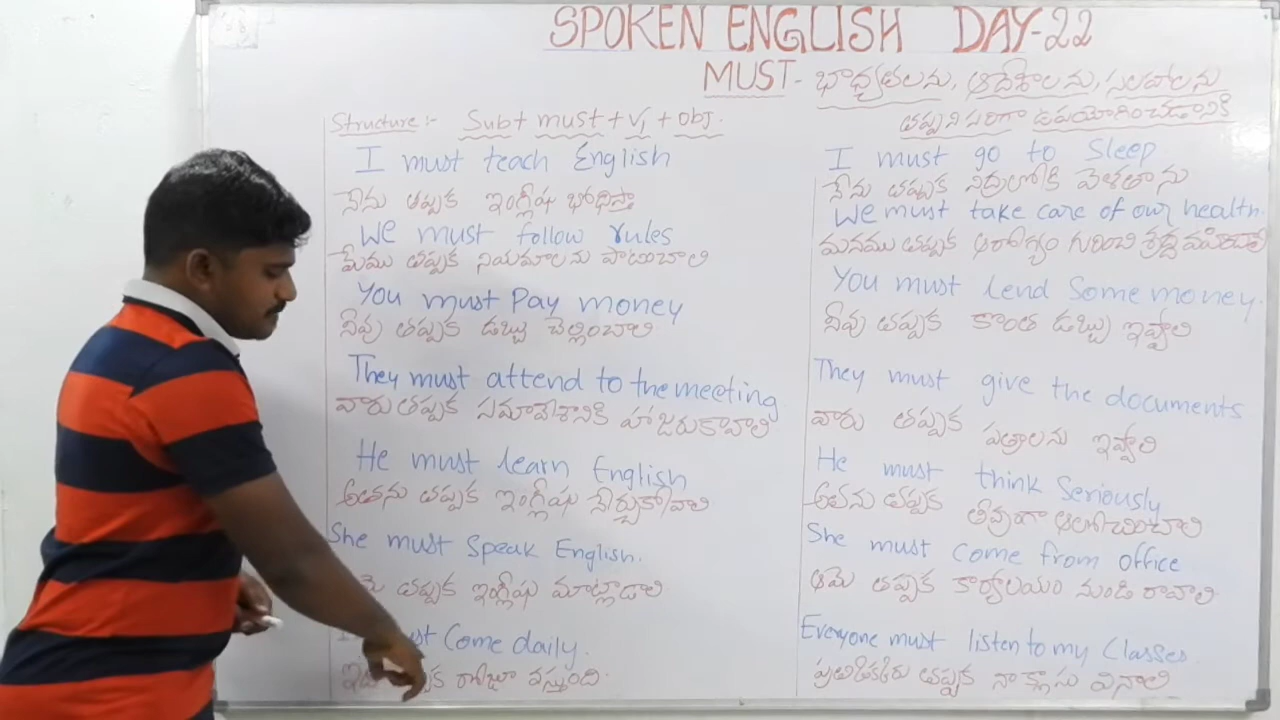 SPOKEN ENGLISH DAY-22
MUST - భాధ్యతలను, ఆదేశాలను, సలహాలను
తప్పనిసరిగా ఉపయోగించడానికి
Structure:- Sub + must + V1 + obj.
I must teach English
నేను తప్పక ఇంగ్లీష భోధిస్తా
We must follow rules
మేము తప్పక నియమాలను పాటించాలి
You must Pay money
నీవు తప్పక డబ్బు చెల్లింబాలి
They must attend to the meeting
వారు తప్పక సమావేశానికి హాజరుకావాలి
He must learn English
అతను తప్పక ఇంగ్లీషు నేర్చుకోవాలి
She must Speak English.
తప్పక ఇంగ్లీషు మాట్లాడాలి
Come daily.
రోజూ వస్తుంది.
I must go to Sleep
నేను తప్పక నిద్రలోకి వెళతాను
We must take care of our health.
మనము తప్పక ఆరోగ్యం గురించి శ్రద్ద వహించాలి
You must lend Some money.
నీవు తప్పక కొంత డబ్బు ఇవ్వాలి
They must give the documents
వారు తప్పక పత్రాలను ఇవ్వాలి
He must think Seriously
అతను తప్పక తీవ్రంగా ఆలోచించాలి
She must come from office
ఆమె తప్పక కార్యాలయం నుండి రావాలి
Everyone must listen to my Classes
ప్రతిఒక్కరు తప్పక నా క్లాసు వినాలి